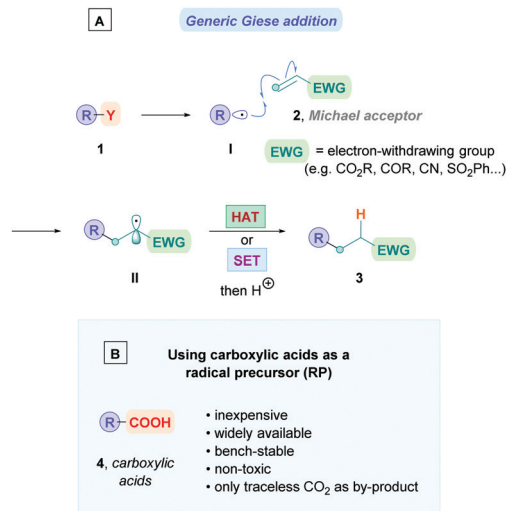 A
Generic Giese addition
R–Y
R•
EWG
1
I
2, Michael acceptor
EWG = electron-withdrawing group
(e.g. CO₂R, COR, CN, SO₂Ph...)
R
EWG
HAT
or
SET
then H⊕
H
R
EWG
II
3
B
Using carboxylic acids as a
radical precursor (RP)
R–COOH
4, carboxylic
acids
• inexpensive
• widely available
• bench-stable
• non-toxic
• only traceless CO₂ as by-product